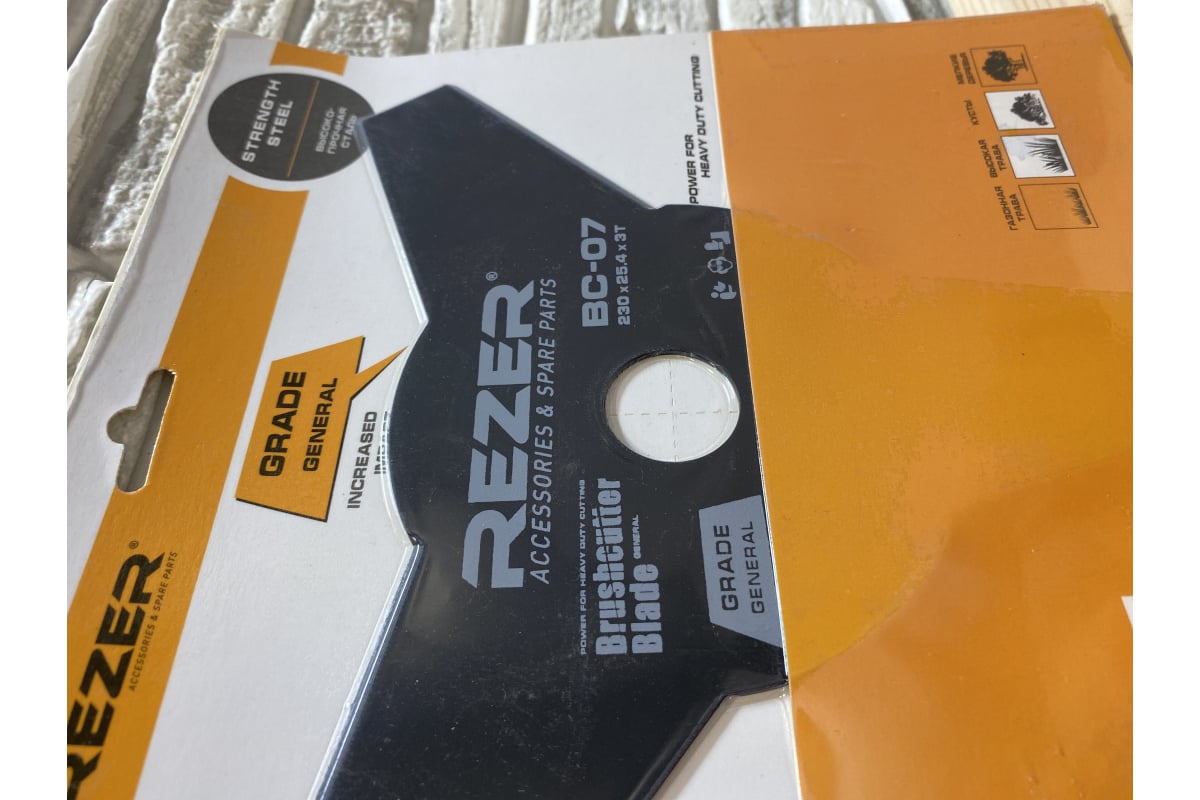 STRENGTH
STEEL
ВЫСОКО-
ПРОЧНАЯ
СТАЛЬ
POWER FOR
HEAVY DUTY CUTTING
МЕЛКИЕ
ДЕРЕВЬЯ
КУСТЫ
ВЫСОКАЯ
ТРАВА
ГАЗОННАЯ
ТРАВА
GRADE
GENERAL
INCREASED
REZER®
ACCESSORIES & SPARE PARTS
BC-07
230 x 25.4 x 3T
POWER FOR HEAVY DUTY CUTTING
Brushcutter
Blade GENERAL
GRADE
GENERAL
REZER®
ACCESSORIES & SPARE PARTS